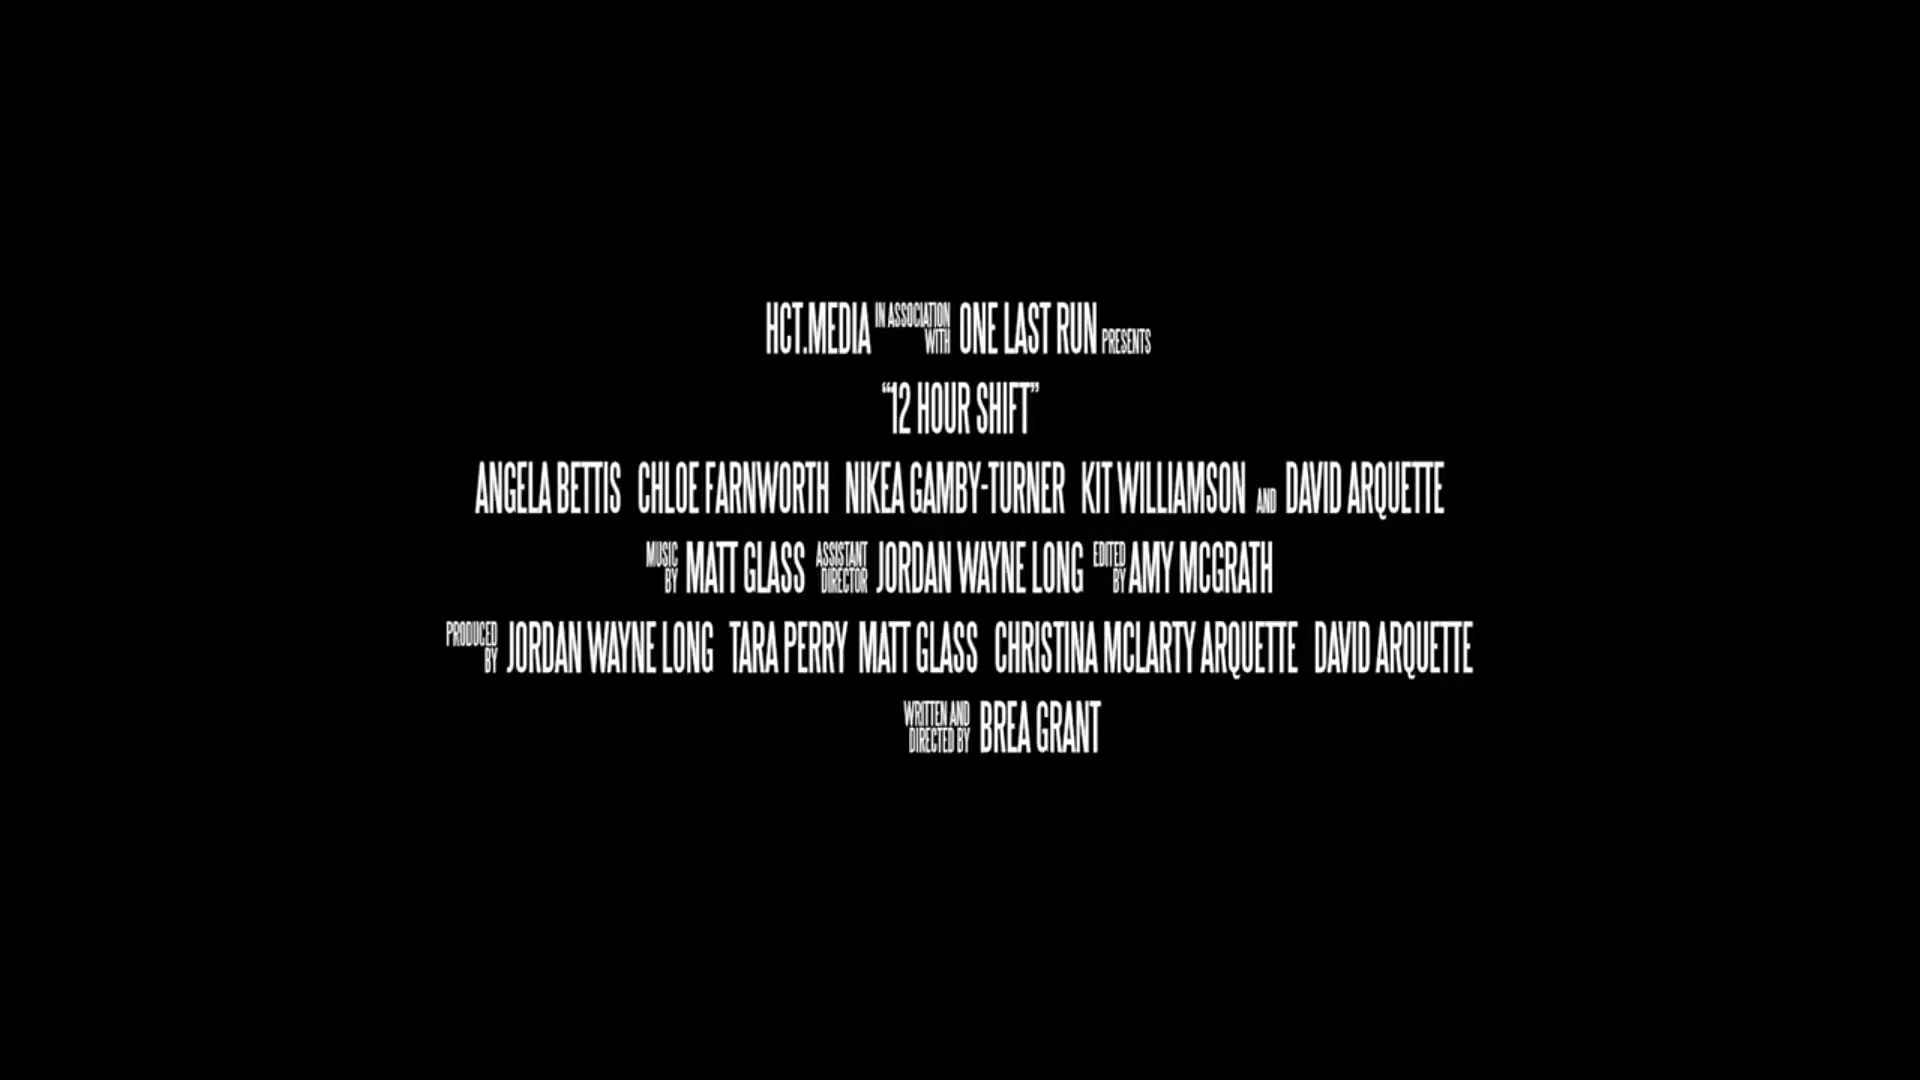 HCT.MEDIA IN ASSOCIATION WITH ONE LAST RUN PRESENTS
“12 HOUR SHIFT”
ANGELA BETTIS CHLOE FARNWORTH NIKEA GAMBY-TURNER KIT WILLIAMSON AND DAVID ARQUETTE
MUSIC BY MATT GLASS ASSISTANT DIRECTOR JORDAN WAYNE LONG EDITED BY AMY MCGRATH
PRODUCED BY JORDAN WAYNE LONG TARA PERRY MATT GLASS CHRISTINA MCLARTY ARQUETTE DAVID ARQUETTE
WRITTEN AND DIRECTED BY BREA GRANT